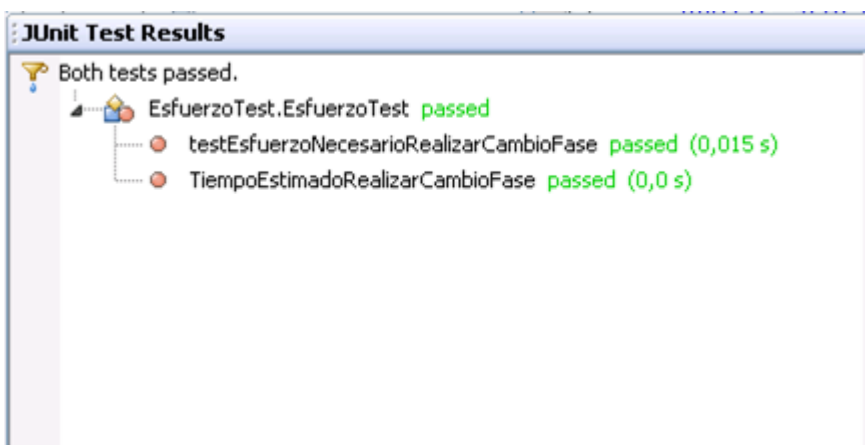 JUnit Test Results
Both tests passed.
EsfuerzoTest.EsfuerzoTest passed
testEsfuerzoNecesarioRealizarCambioFase passed (0,015 s)
TiempoEstimadoRealizarCambioFase passed (0,0 s)